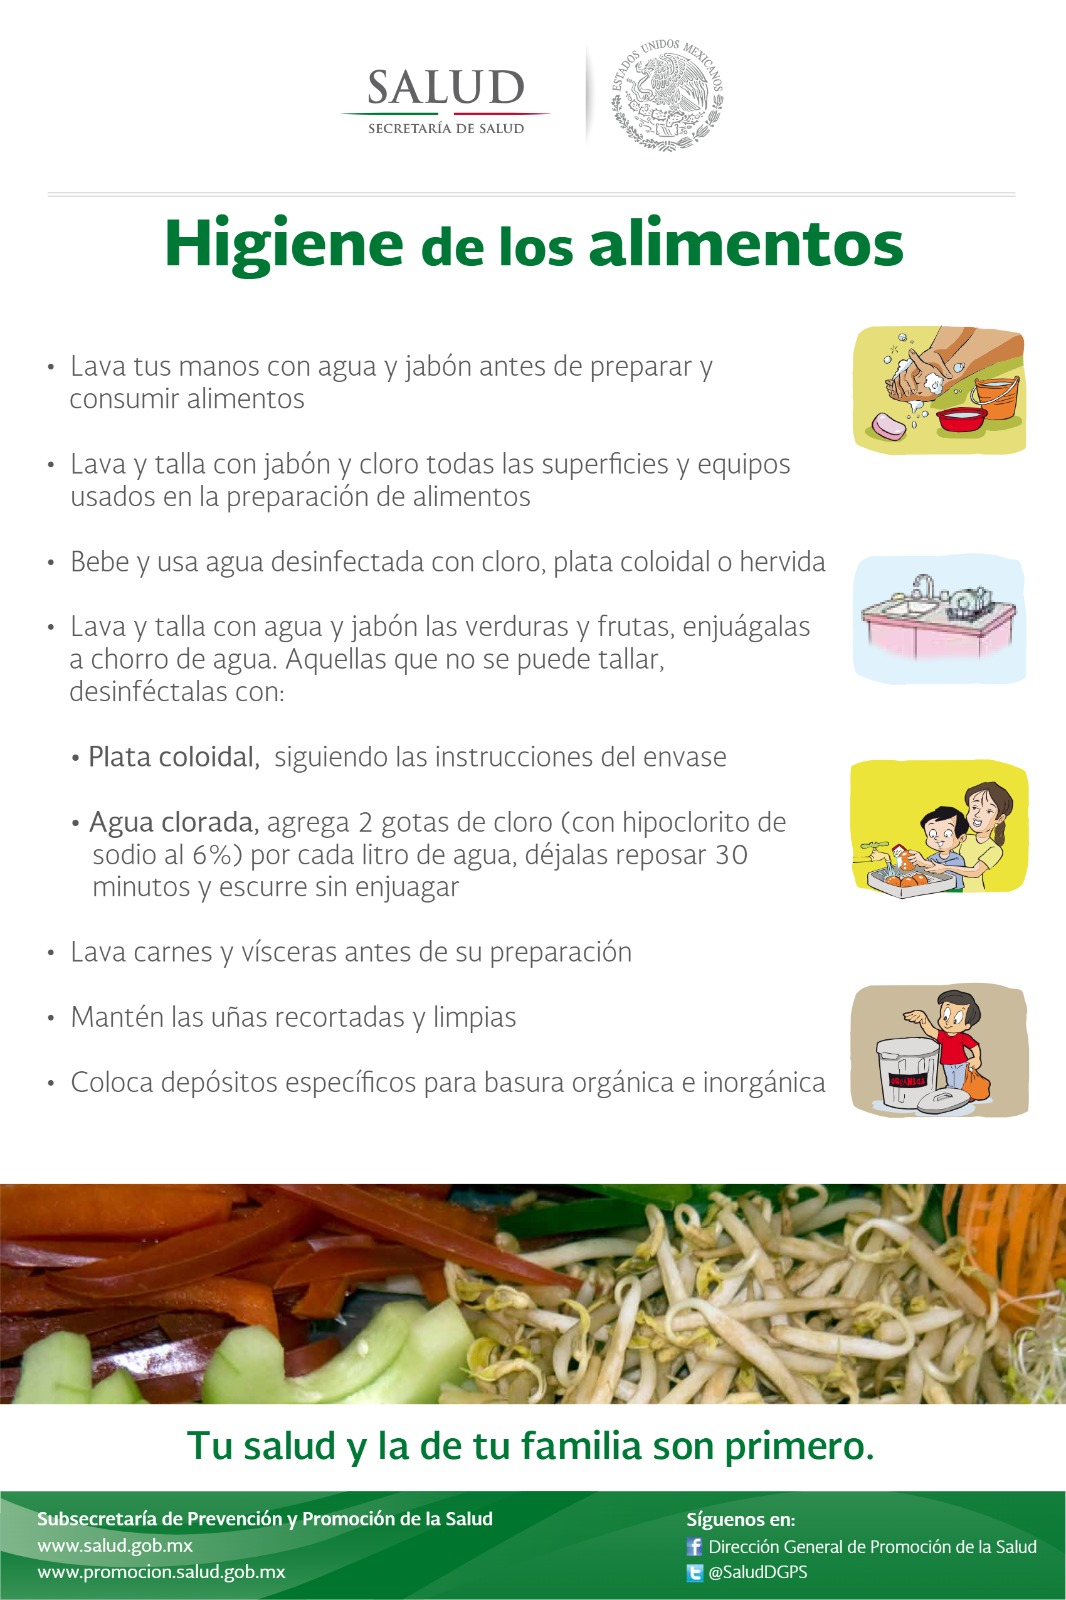 SALUD
SECRETARÍA DE SALUD
ESTADOS UNIDOS MEXICANOS
Higiene de los alimentos
• Lava tus manos con agua y jabón antes de preparar y
consumir alimentos
• Lava y talla con jabón y cloro todas las superficies y equipos
usados en la preparación de alimentos
• Bebe y usa agua desinfectada con cloro, plata coloidal o hervida
• Lava y talla con agua y jabón las verduras y frutas, enjuágalas
a chorro de agua. Aquellas que no se puede tallar,
desinféctalas con:
• Plata coloidal, siguiendo las instrucciones del envase
• Agua clorada, agrega 2 gotas de cloro (con hipoclorito de
sodio al 6%) por cada litro de agua, déjalas reposar 30
minutos y escurre sin enjuagar
• Lava carnes y vísceras antes de su preparación
• Mantén las uñas recortadas y limpias
• Coloca depósitos específicos para basura orgánica e inorgánica
ORGÁNICA
Tu salud y la de tu familia son primero.
Subsecretaría de Prevención y Promoción de la Salud
www.salud.gob.mx
www.promocion.salud.gob.mx
Síguenos en:
Dirección General de Promoción de la Salud
@SaludDGPS